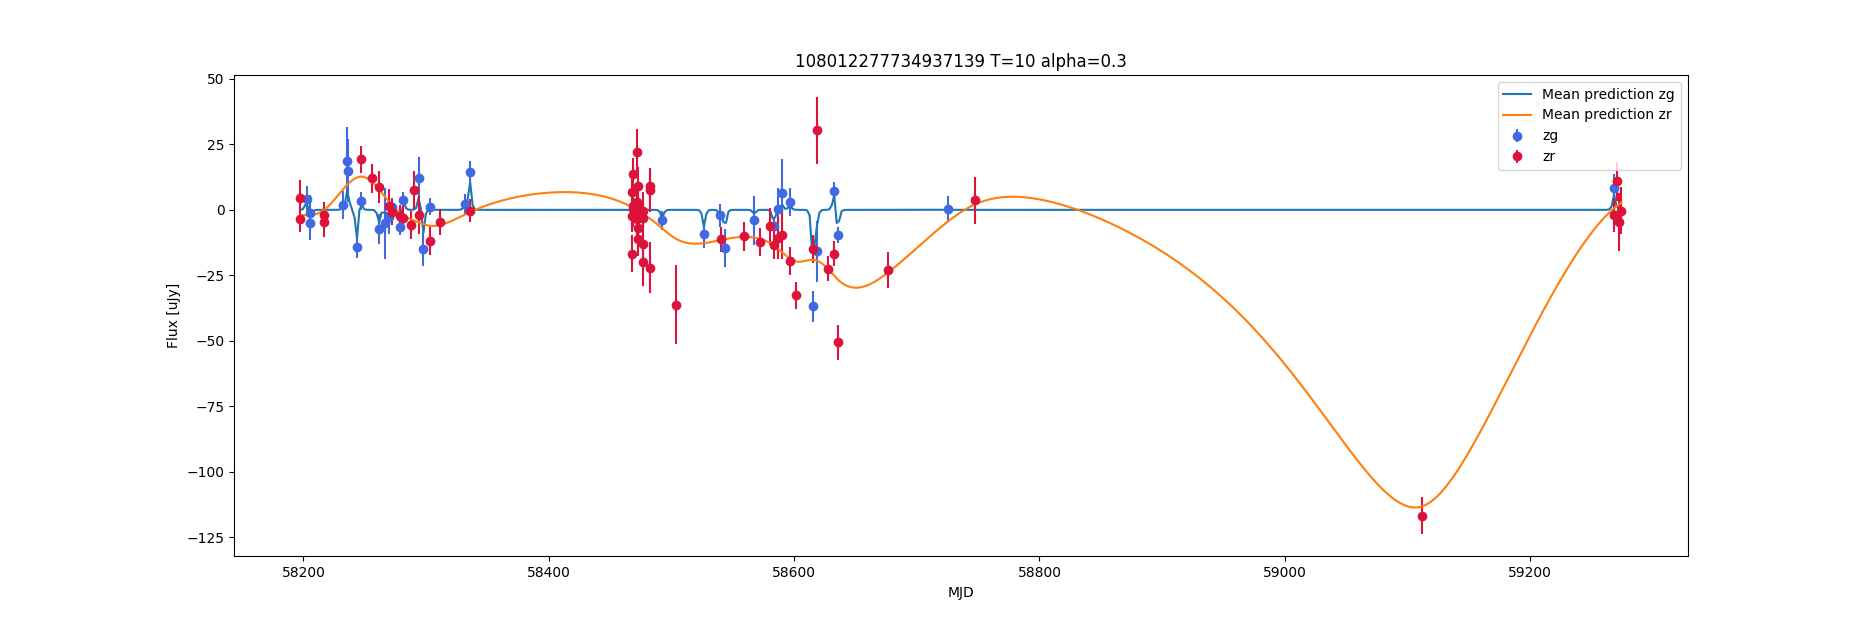 108012277734937139 T=10 alpha=0.3
Flux [uJy]
50
25
0
−25
−50
−75
−100
−125
Mean prediction zg
Mean prediction zr
zg
zr
58200 58400 58600 58800 59000 59200
MJD